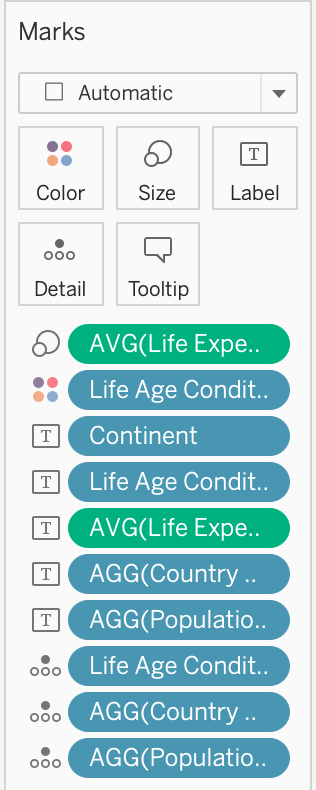 Marks
Automatic
Color Size Label
Detail Tooltip
AVG(Life Expe..
Life Age Condit..
T Continent
T Life Age Condit..
T AVG(Life Expe..
T AGG(Country ..
T AGG(Populatio..
Life Age Condit..
AGG(Country ..
AGG(Populatio..